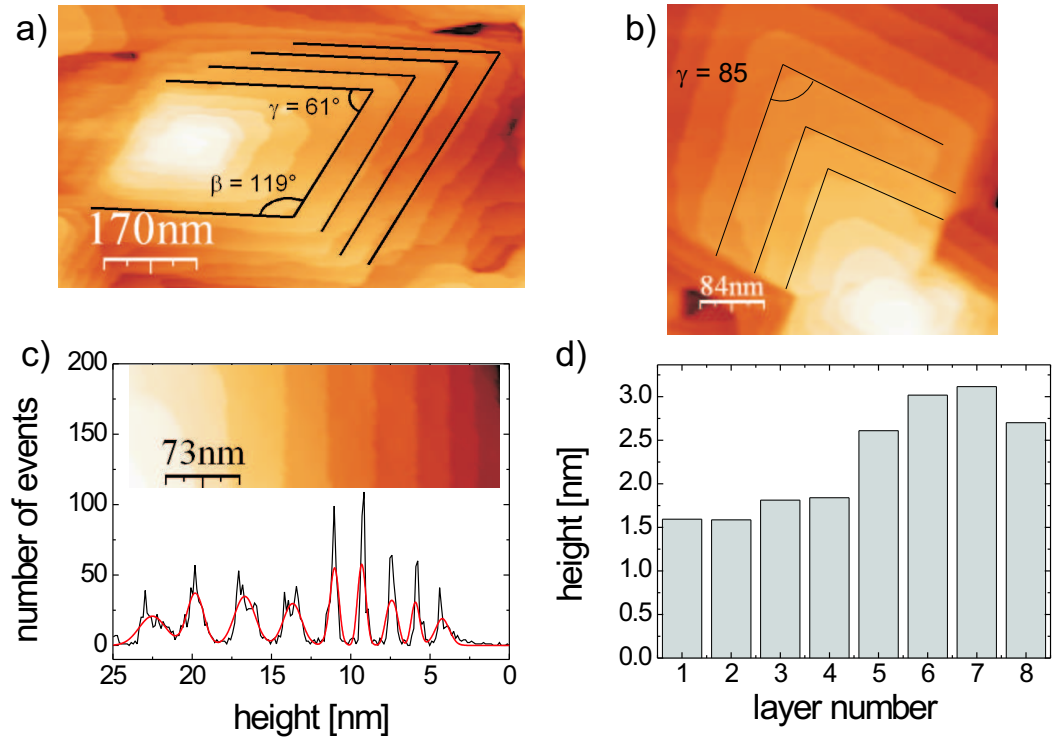 a)
γ = 61°
β = 119°
170nm
b)
γ = 85
84nm
c)
200
150
100
50
0
number of events
73nm
25 20 15 10 5 0
height [nm]
d)
3.0
2.5
2.0
1.5
1.0
0.5
0.0
height [nm]
1 2 3 4 5 6 7 8
layer number